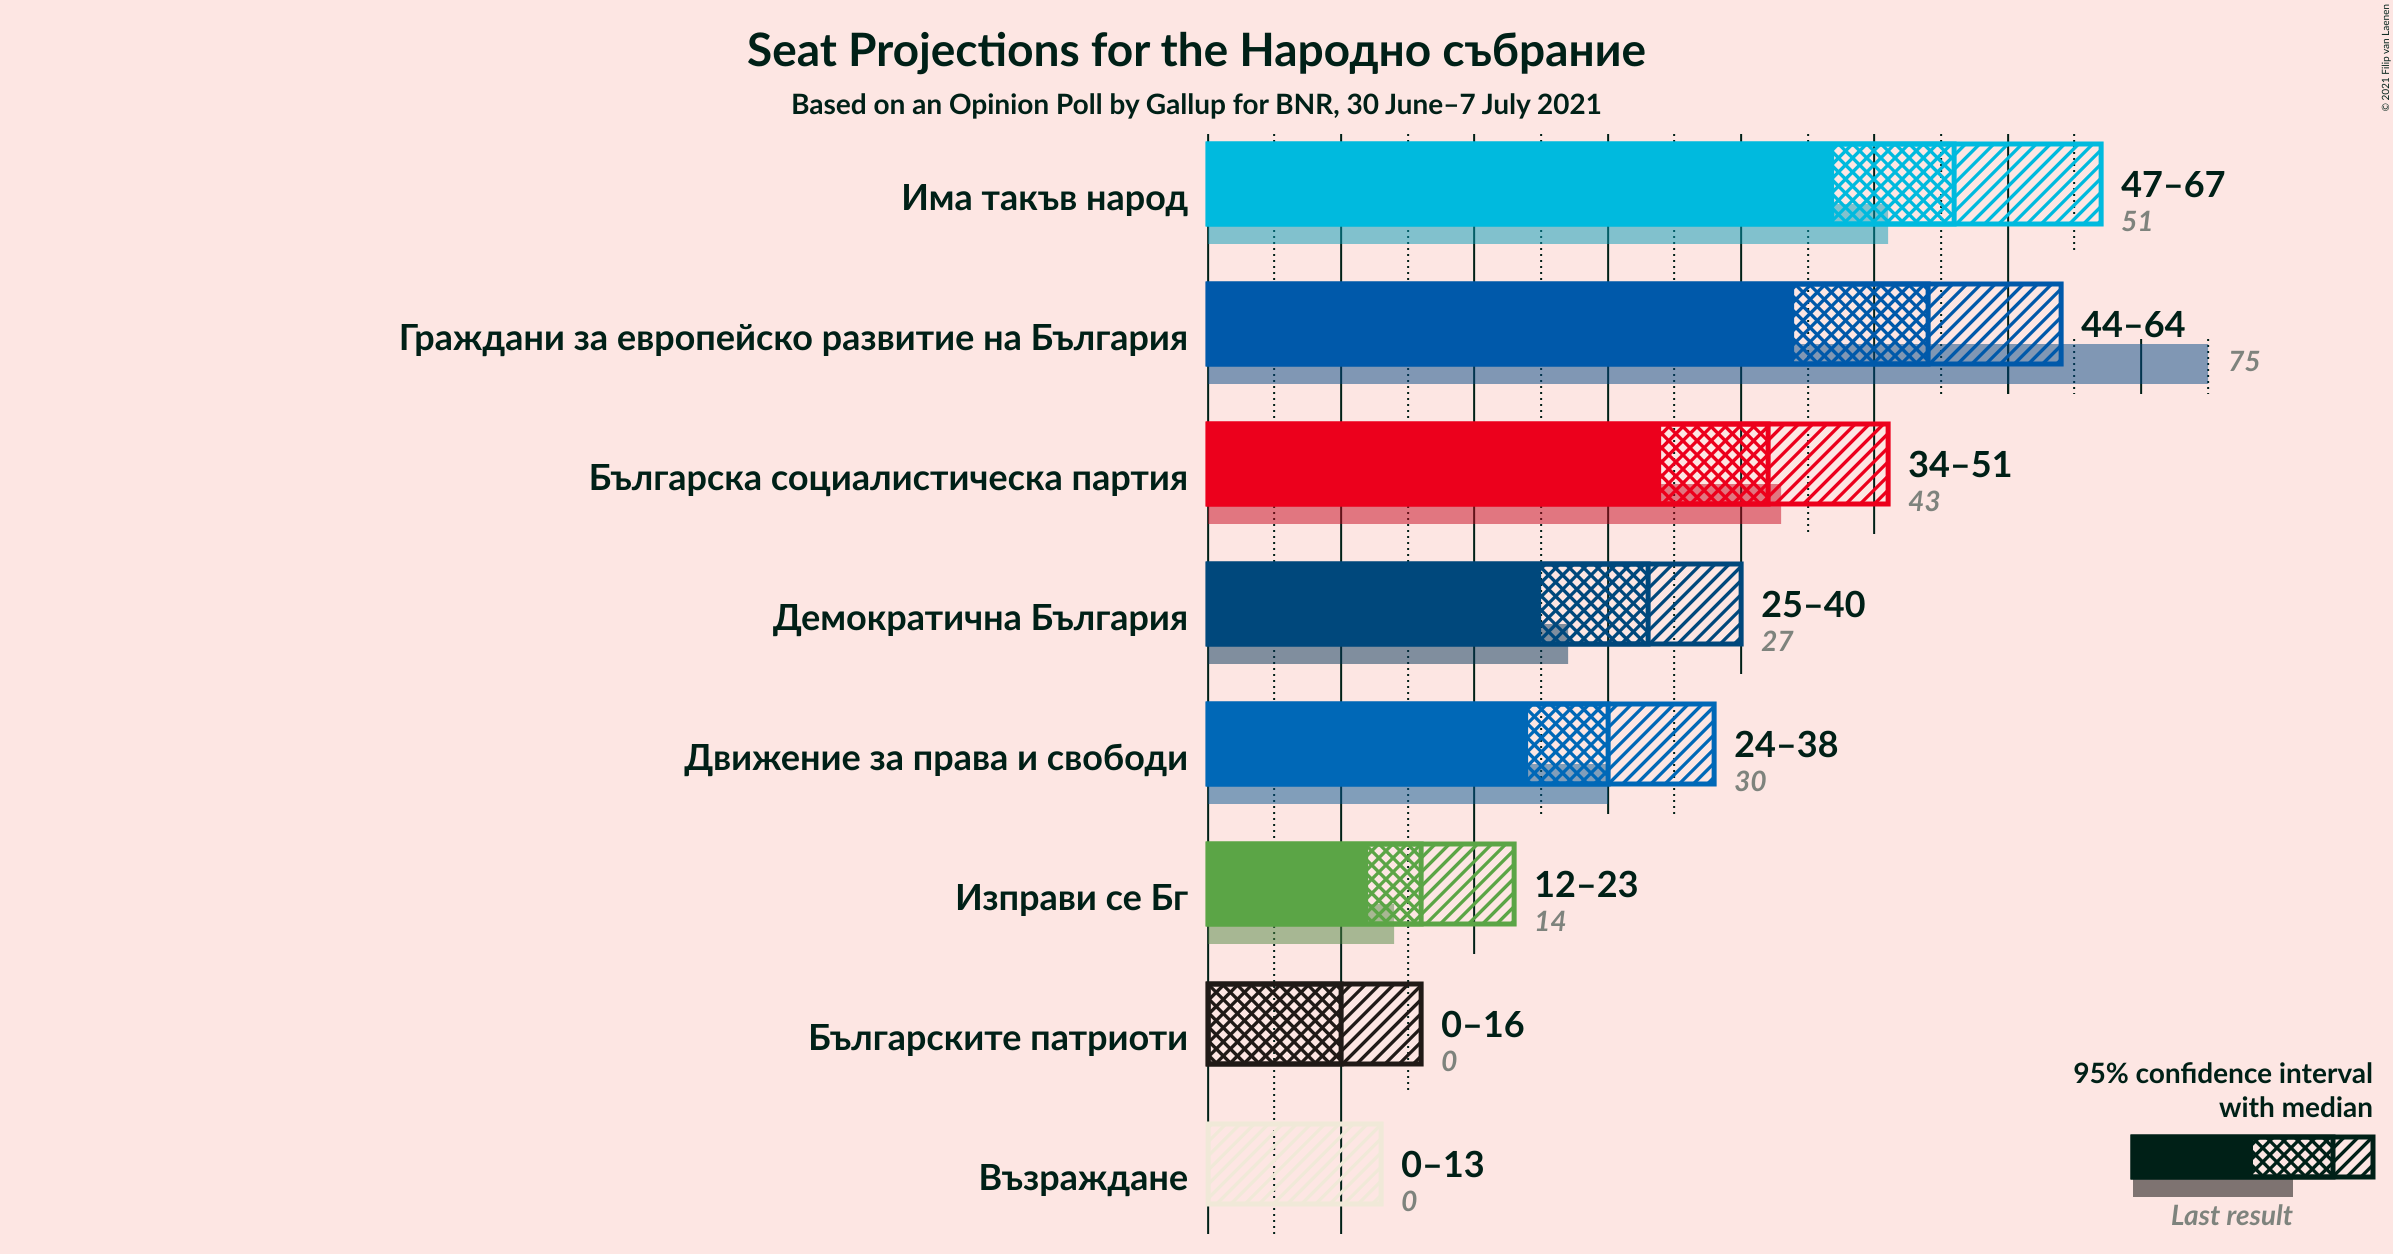 Seat Projections for the Народно събрание
Based on an Opinion Poll by Gallup for BNR, 30 June–7 July 2021
© 2021 Filip van Laenen
Има такъв народ
47–67
51
Граждани за европейско развитие на България
44–64
75
Българска социалистическа партия
34–51
43
Демократична България
25–40
27
Движение за права и свободи
24–38
30
Изправи се Бг
12–23
14
Българските патриоти
0–16
0
Възраждане
0–13
0
95% confidence interval
with median
Last result